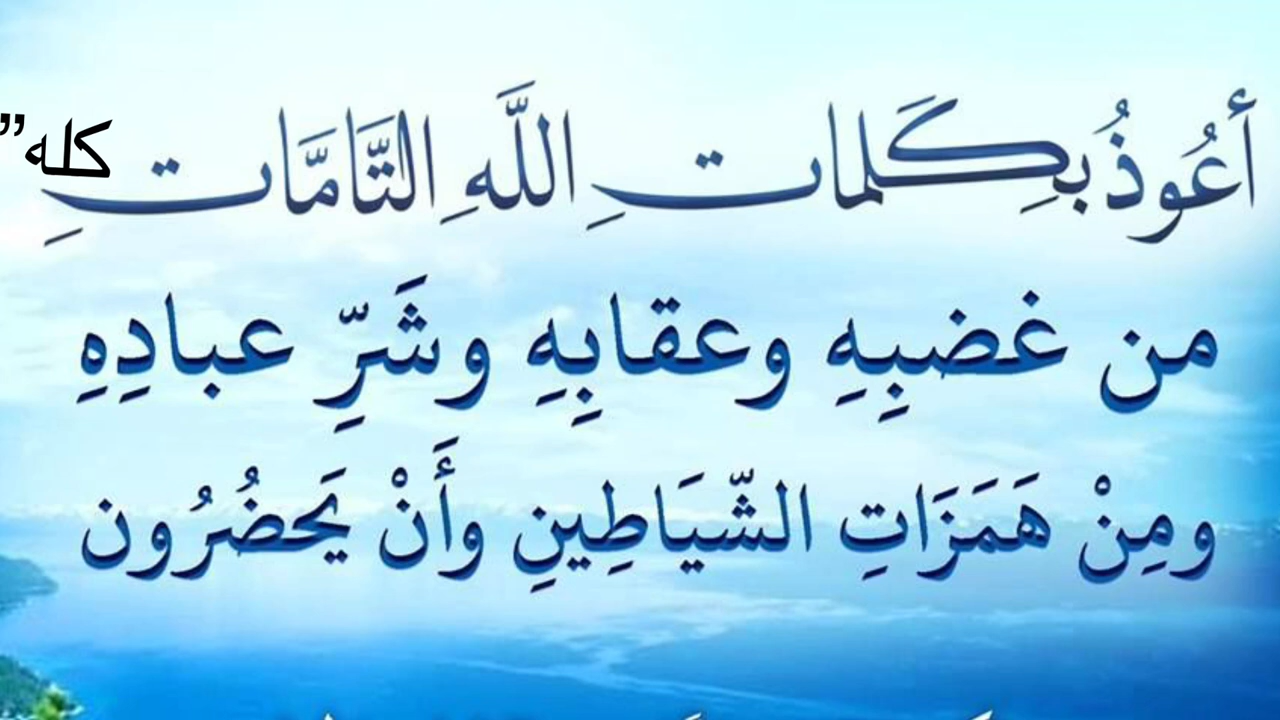 أَعُوذُ بِكَلمات اللَّهِ التَّامَّاتِ كله”
من غضبِهِ وعقابِهِ وشَرِّ عبادِهِ
ومِنْ هَمَزَاتِ الشّيَاطِينِ وأَنْ يَحضُرُون